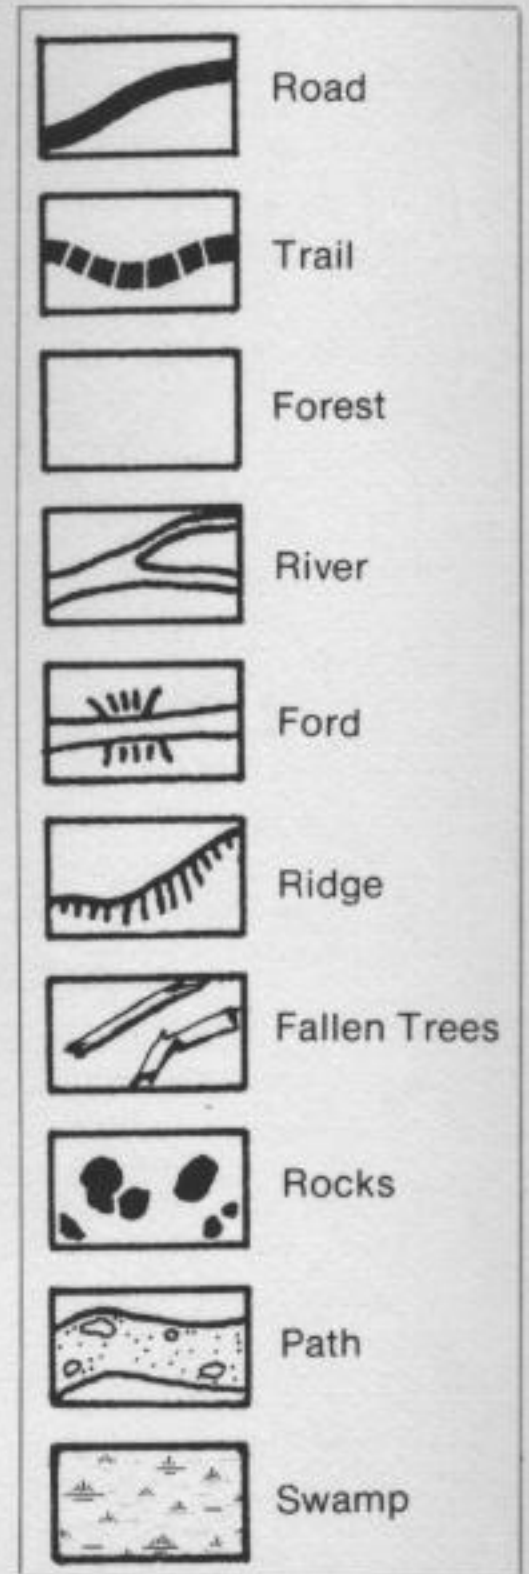 Road
Trail
Forest
River
Ford
Ridge
Fallen Trees
Rocks
Path
Swamp